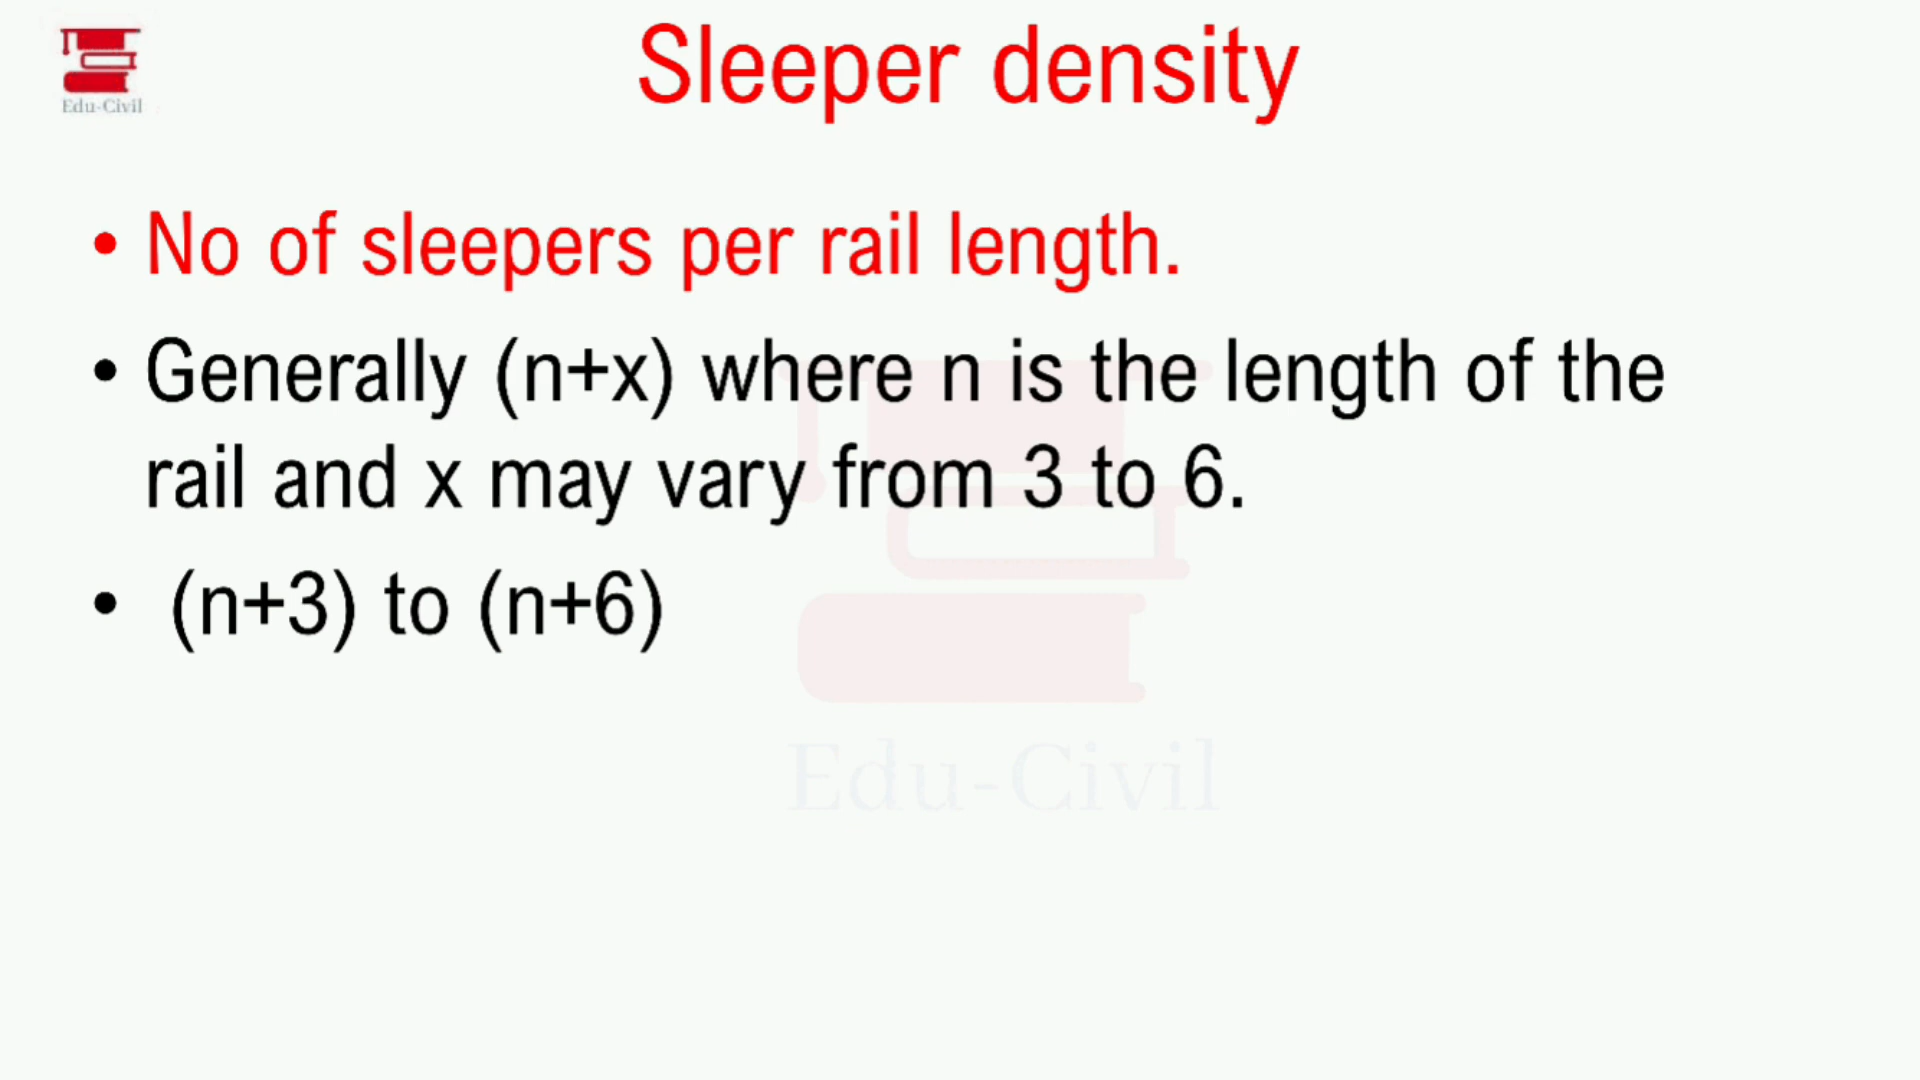 Edu-Civil
Sleeper density
• No of sleepers per rail length.
• Generally (n+x) where n is the length of the
rail and x may vary from 3 to 6.
• (n+3) to (n+6)
Edu-Civil